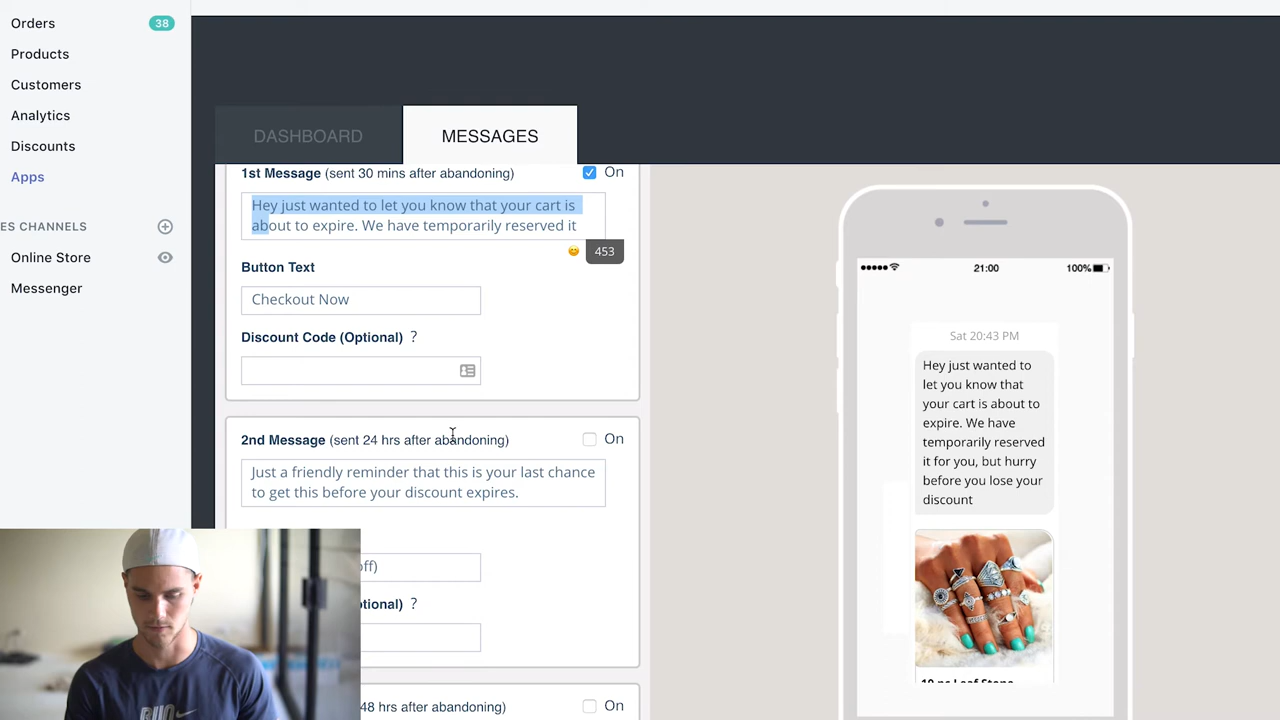 Orders 38
Products
Customers
Analytics
Discounts
Apps
ES CHANNELS
Online Store
Messenger
DASHBOARD
MESSAGES
1st Message (sent 30 mins after abandoning) On
Hey just wanted to let you know that your cart is
about to expire. We have temporarily reserved it
453
Button Text
Checkout Now
Discount Code (Optional) ?
2nd Message (sent 24 hrs after abandoning) On
Just a friendly reminder that this is your last chance
to get this before your discount expires.
off)
tional) ?
48 hrs after abandoning) On
21:00
100%
Sat 20:43 PM
Hey just wanted to
let you know that
your cart is about to
expire. We have
temporarily reserved
it for you, but hurry
before you lose your
discount